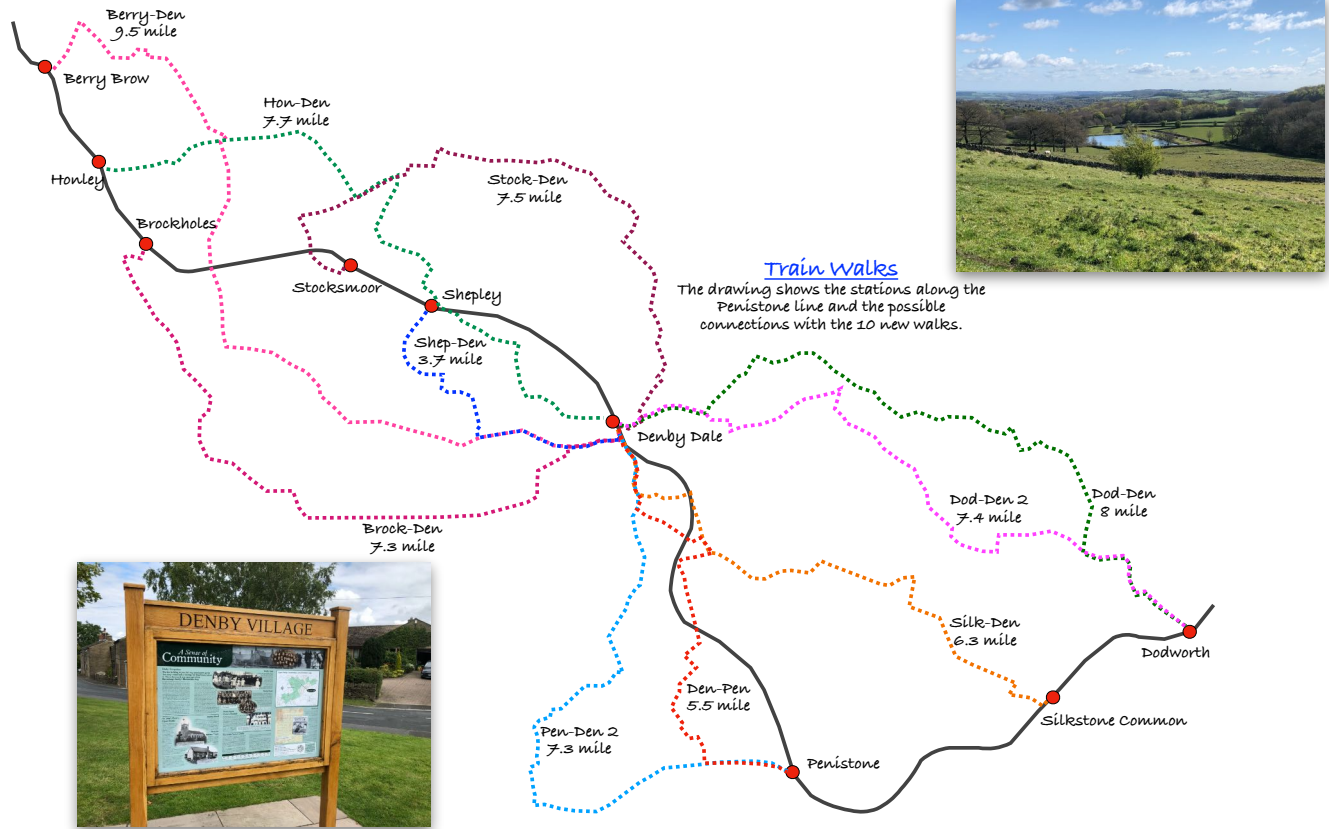 Berry-Den
9.5 mile
Berry Brow
Hon-Den
7.7 mile
Honley
Stock-Den
7.5 mile
Brockholes
Stocksmoor
Shepley
Train Walks
The drawing shows the stations along the
Penistone line and the possible
connections with the 10 new walks.
Shep-Den
3.7 mile
Denby Dale
Dod-Den 2
7.4 mile
Dod-Den
8 mile
Brock-Den
7.3 mile
Silk-Den
6.3 mile
Dodworth
Den-Pen
5.5 mile
Silkstone Common
Pen-Den 2
7.3 mile
Penistone
DENBY VILLAGE
A Sense of
Community